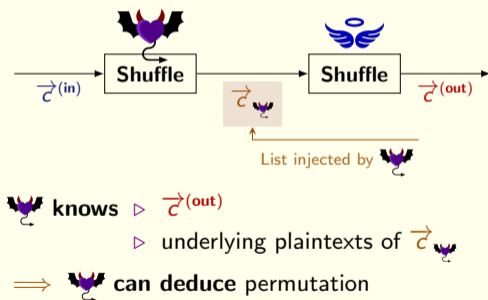 Shuffle Shuffle
c⃗ (in) c⃗ c⃗ (out)
List injected by
knows ▷ c⃗ (out)
▷ underlying plaintexts of c⃗
⟹ can deduce permutation